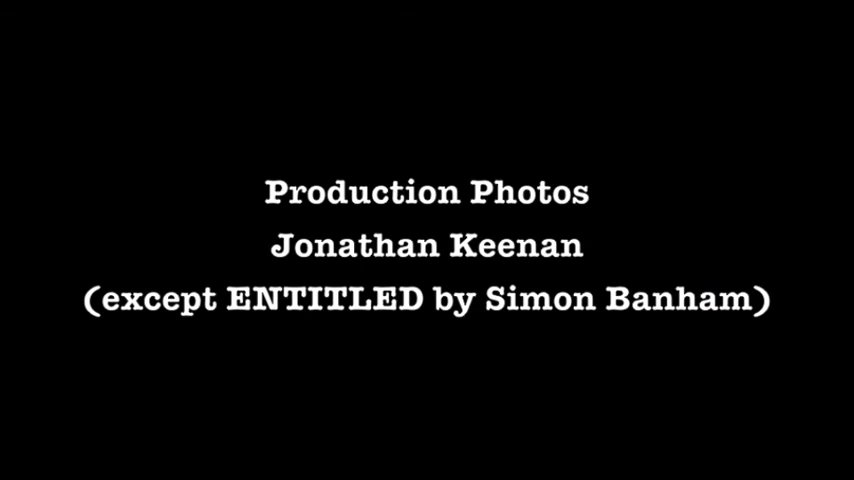 Production Photos
Jonathan Keenan
(except ENTITLED by Simon Banham)